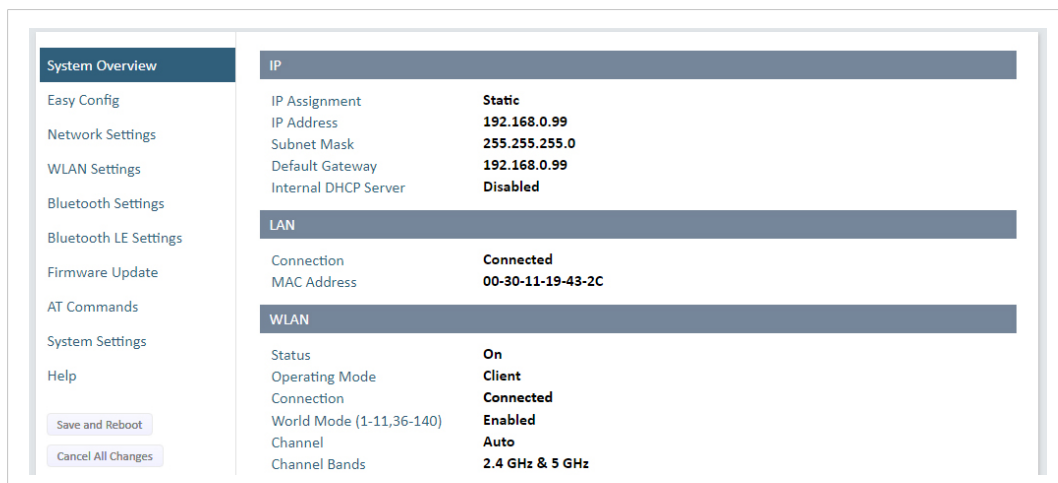 System Overview
Easy Config
Network Settings
WLAN Settings
Bluetooth Settings
Bluetooth LE Settings
Firmware Update
AT Commands
System Settings
Help
Save and Reboot
Cancel All Changes
IP
IP Assignment Static
IP Address 192.168.0.99
Subnet Mask 255.255.255.0
Default Gateway 192.168.0.99
Internal DHCP Server Disabled
LAN
Connection Connected
MAC Address 00-30-11-19-43-2C
WLAN
Status On
Operating Mode Client
Connection Connected
World Mode (1-11,36-140) Enabled
Channel Auto
Channel Bands 2.4 GHz & 5 GHz